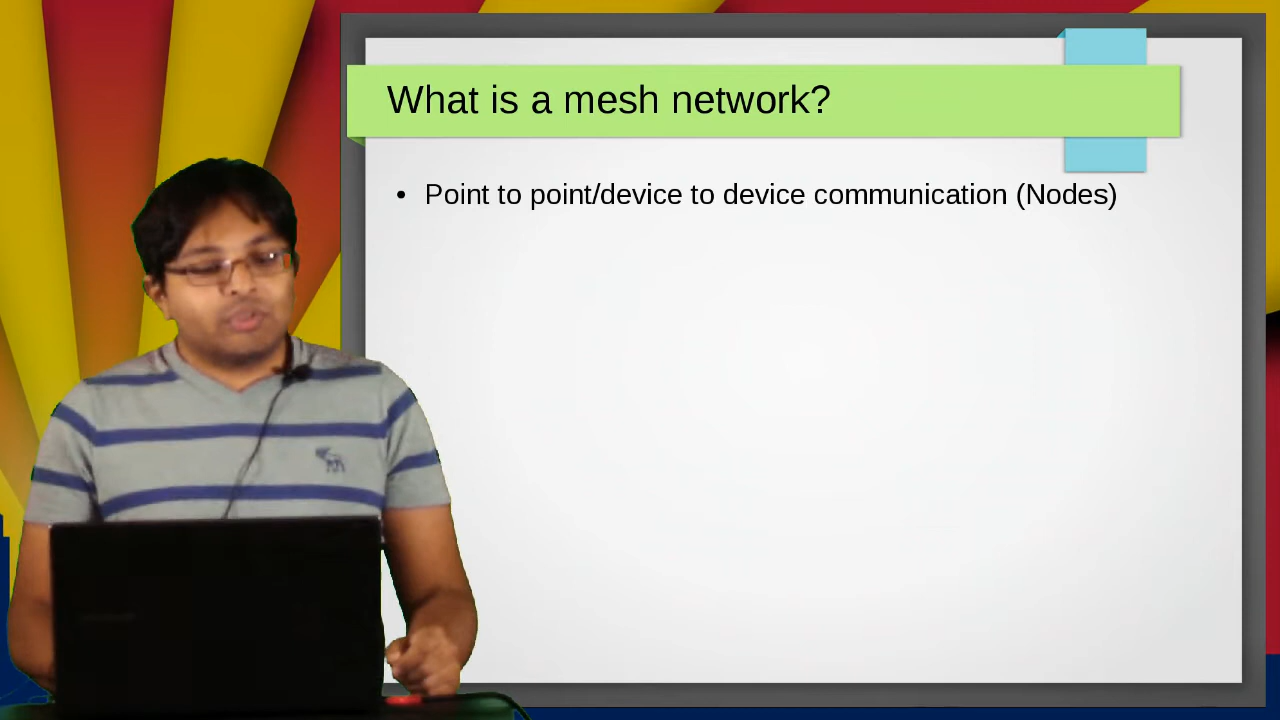 What is a mesh network?
• Point to point/device to device communication (Nodes)